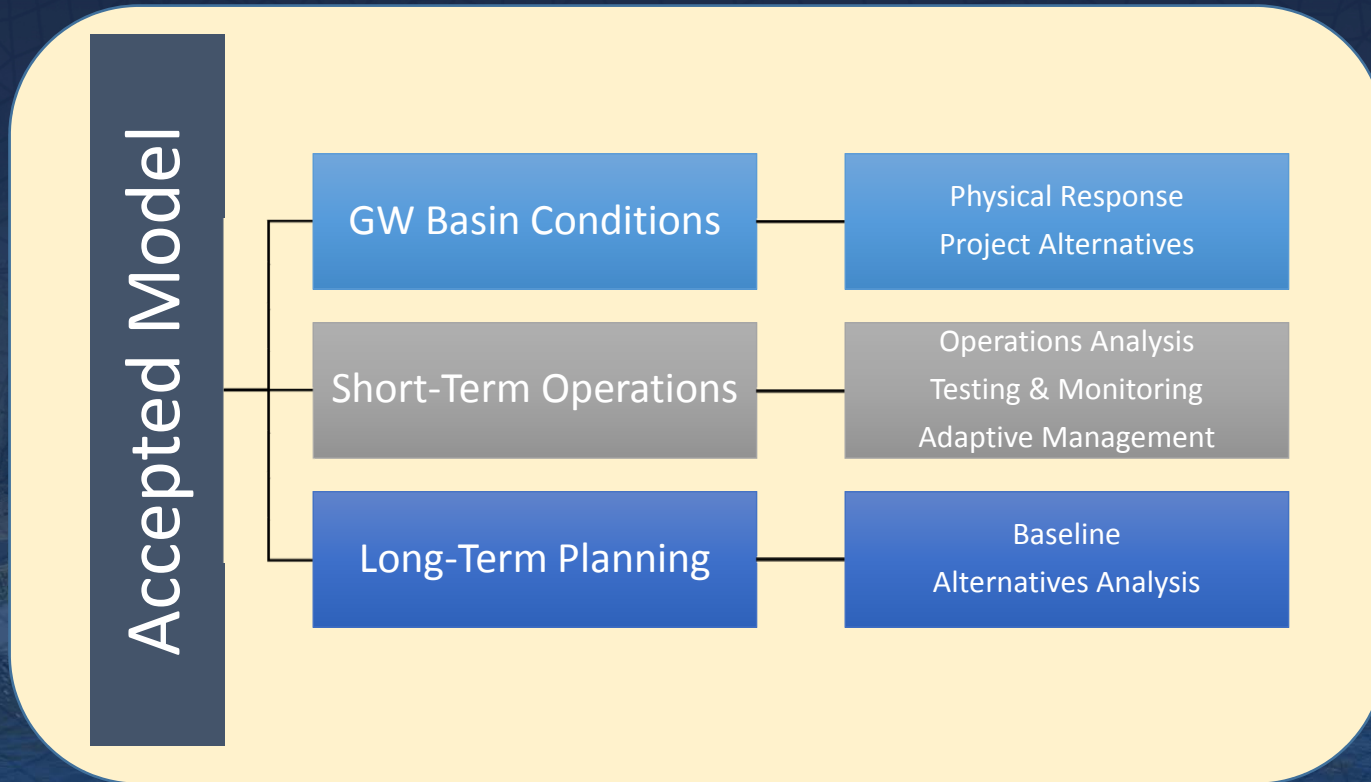 Accepted Model
GW Basin Conditions
Physical Response
Project Alternatives
Short-Term Operations
Operations Analysis
Testing & Monitoring
Adaptive Management
Long-Term Planning
Baseline
Alternatives Analysis